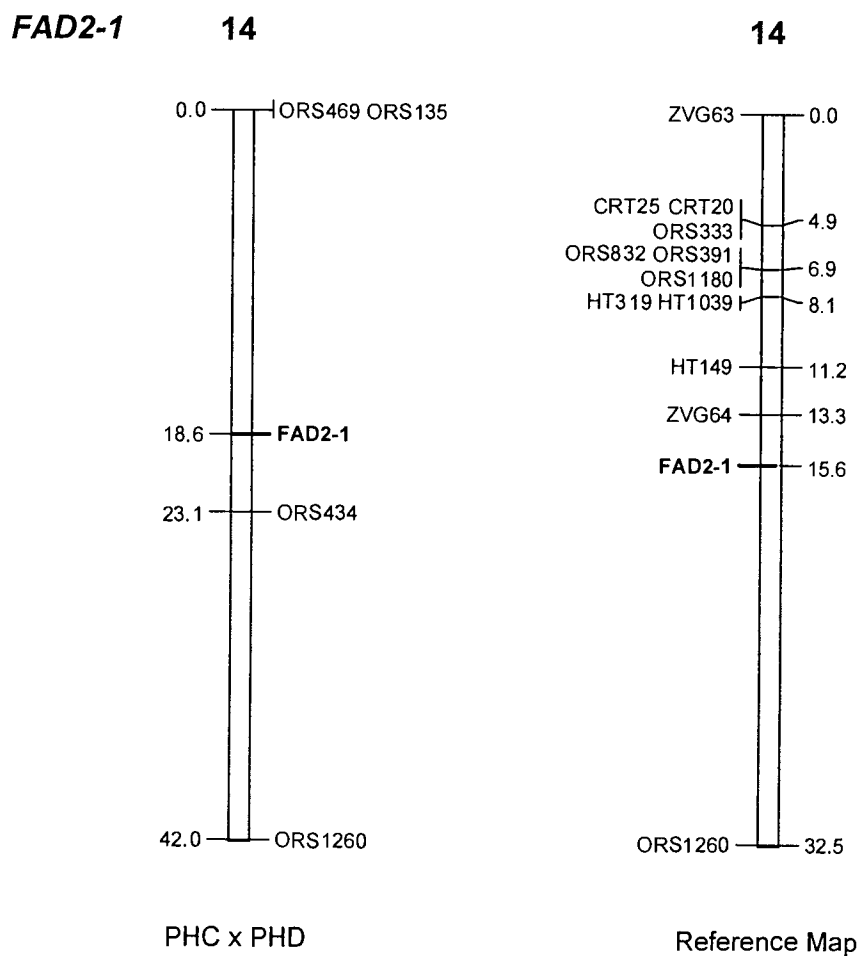 FAD2-1 14 14
0.0 ORS469 ORS135
18.6 FAD2-1
23.1 ORS434
42.0 ORS1260
PHC x PHD
ZVG63 0.0
CRT25 CRT20
ORS333 4.9
ORS832 ORS391
ORS1180 6.9
HT319 HT1039 8.1
HT149 11.2
ZVG64 13.3
FAD2-1 15.6
ORS1260 32.5
Reference Map